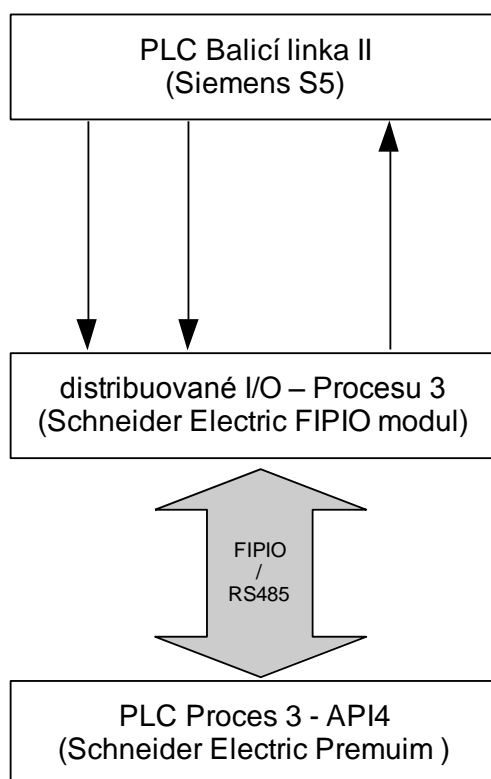 PLC Balicí linka II
(Siemens S5)
distribuované I/O – Procesu 3
(Schneider Electric FIPIO modul)
FIPIO
/
RS485
PLC Proces 3 - API4
(Schneider Electric Premuim )